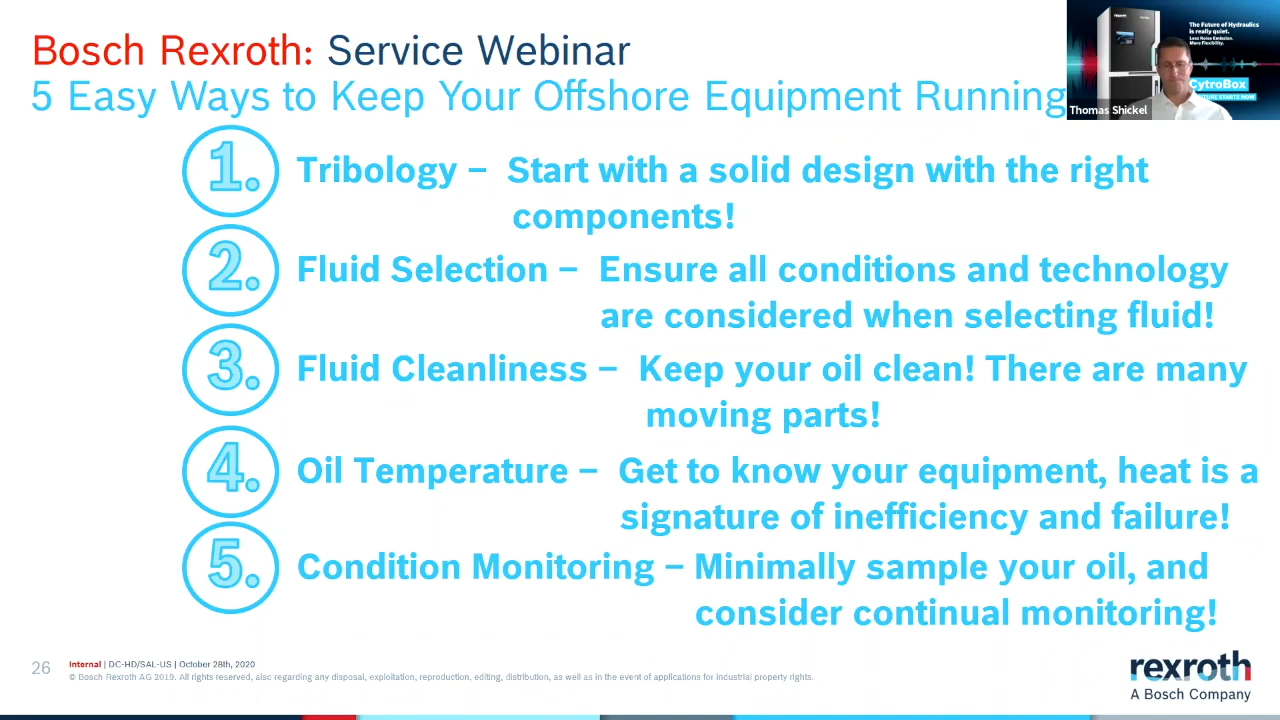 Bosch Rexroth: Service Webinar
5 Easy Ways to Keep Your Offshore Equipment Running
The Future of Hydraulics
is really quiet.
Less Noise Emission.
More Flexibility.
CytroBox
Thomas Shickel
1. Tribology – Start with a solid design with the right
components!
2. Fluid Selection – Ensure all conditions and technology
are considered when selecting fluid!
3. Fluid Cleanliness – Keep your oil clean! There are many
moving parts!
4. Oil Temperature – Get to know your equipment, heat is a
signature of inefficiency and failure!
5. Condition Monitoring – Minimally sample your oil, and
consider continual monitoring!
26
Internal | DC-HD/SAL-US | October 28th, 2020
© Bosch Rexroth AG 2019. All rights reserved, also regarding any disposal, exploitation, reproduction, editing, distribution, as well as in the event of applications for industrial property rights.
rexroth
A Bosch Company